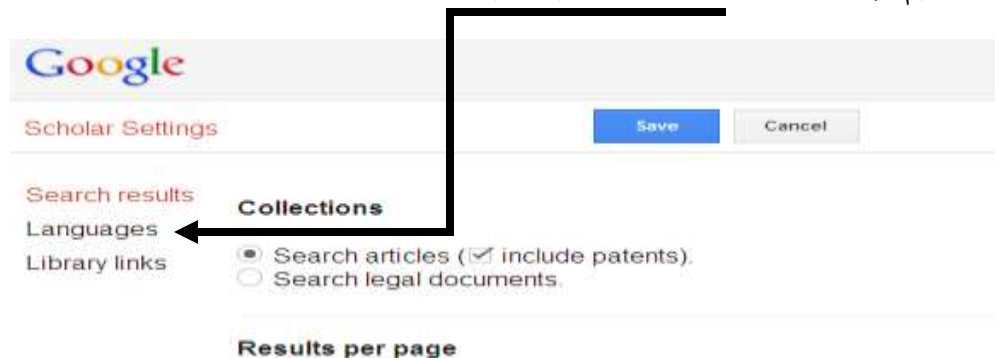 Google
Scholar Settings
Save
Cancel
Search results
Languages
Library links
Collections
Search articles (☑ include patents).
Search legal documents.
Results per page